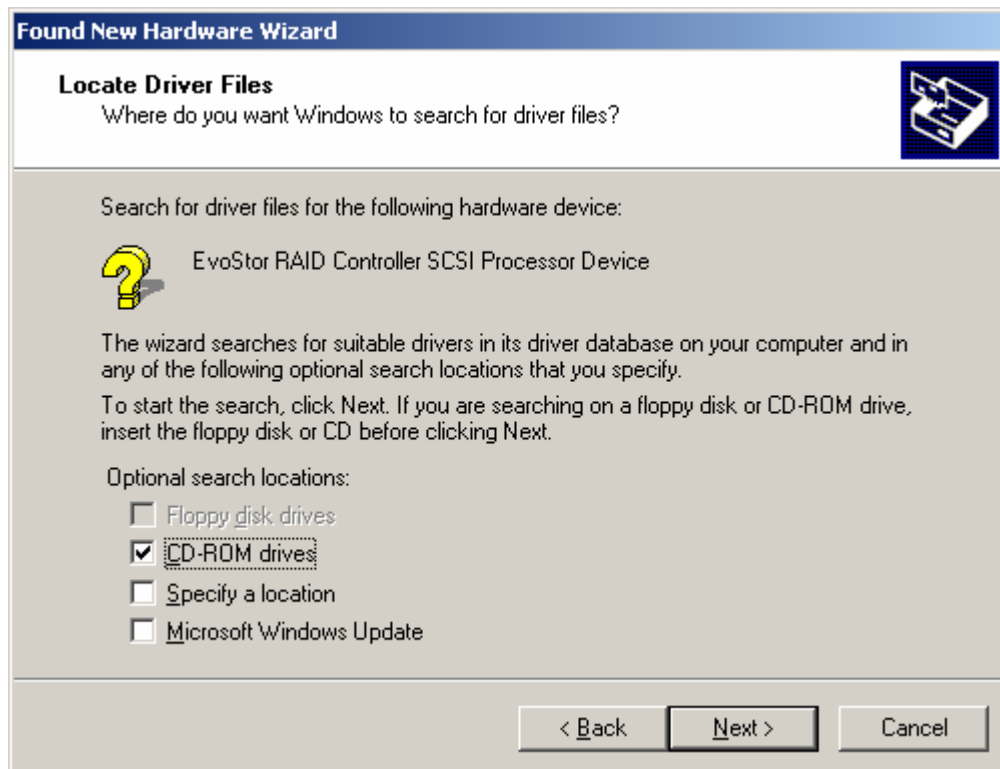 Found New Hardware Wizard
Locate Driver Files
Where do you want Windows to search for driver files?
Search for driver files for the following hardware device:
EvoStor RAID Controller SCSI Processor Device
The wizard searches for suitable drivers in its driver database on your computer and in
any of the following optional search locations that you specify.
To start the search, click Next. If you are searching on a floppy disk or CD-ROM drive,
insert the floppy disk or CD before clicking Next.
Optional search locations:
Floppy disk drives
CD-ROM drives
Specify a location
Microsoft Windows Update
< Back Next > Cancel